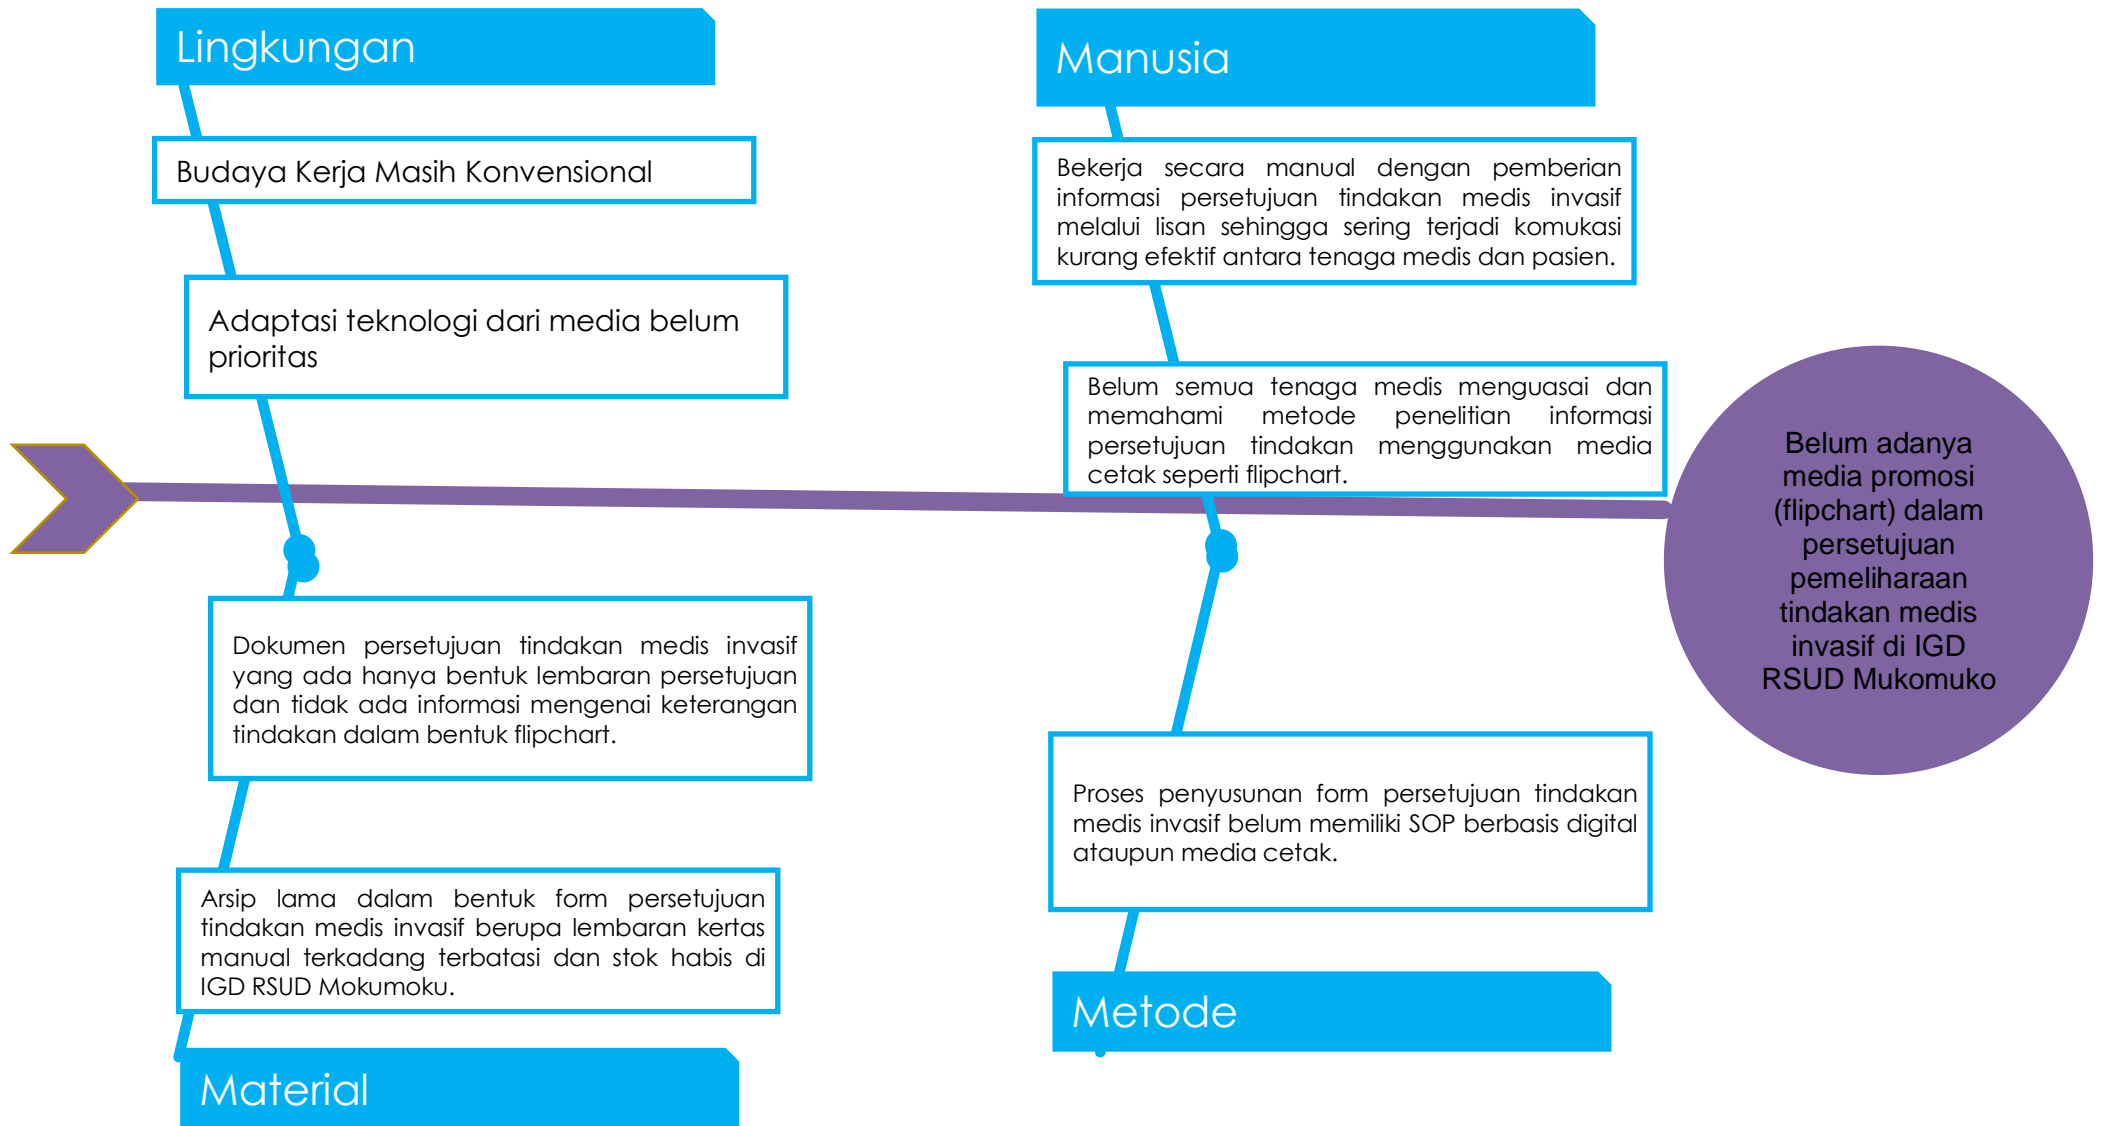 Lingkungan
Budaya Kerja Masih Konvensional
Adaptasi teknologi dari media belum
prioritas
Manusia
Bekerja secara manual dengan pemberian
informasi persetujuan tindakan medis invasif
melalui lisan sehingga sering terjadi komukasi
kurang efektif antara tenaga medis dan pasien.
Belum semua tenaga medis menguasai dan
memahami metode penelitian informasi
persetujuan tindakan menggunakan media
cetak seperti flipchart.
Belum adanya
media promosi
(flipchart) dalam
persetujuan
pemeliharaan
tindakan medis
invasif di IGD
RSUD Mukomuko
Dokumen persetujuan tindakan medis invasif
yang ada hanya bentuk lembaran persetujuan
dan tidak ada informasi mengenai keterangan
tindakan dalam bentuk flipchart.
Arsip lama dalam bentuk form persetujuan
tindakan medis invasif berupa lembaran kertas
manual terkadang terbatasi dan stok habis di
IGD RSUD Mokumoku.
Material
Proses penyusunan form persetujuan tindakan
medis invasif belum memiliki SOP berbasis digital
ataupun media cetak.
Metode